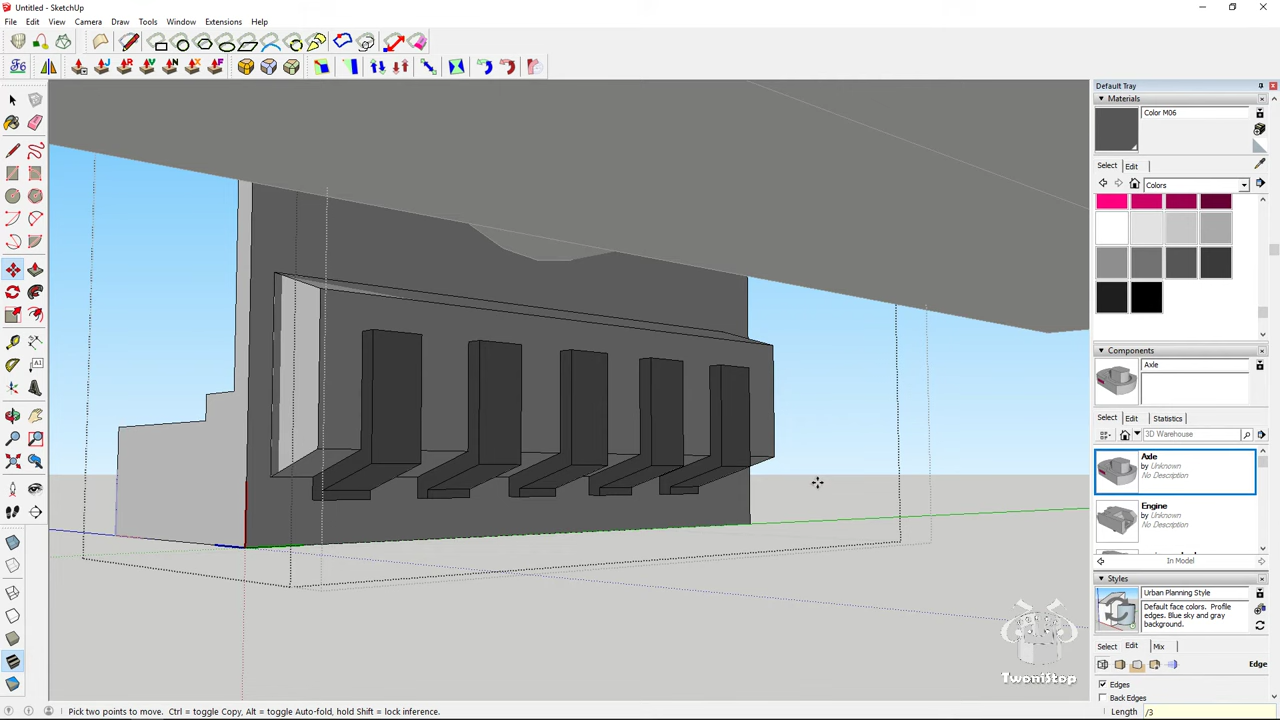 Untitled - SketchUp
File Edit View Camera Draw Tools Window Extensions Help
Default Tray
Materials
Color M06
Select Edit
Colors
Components
Axle
Select Edit Statistics
3D Warehouse
Axle
by Unknown
No Description
Engine
by Unknown
No Description
In Model
Styles
Urban Planning Style
Default face colors. Profile
edges. Blue sky and gray
background.
Select Edit Mix
Edge
Edges
Back Edges
TwoniStop
Pick two points to move. Ctrl = toggle Copy, Alt = toggle Auto-fold, hold Shift = lock inference.
Length /3